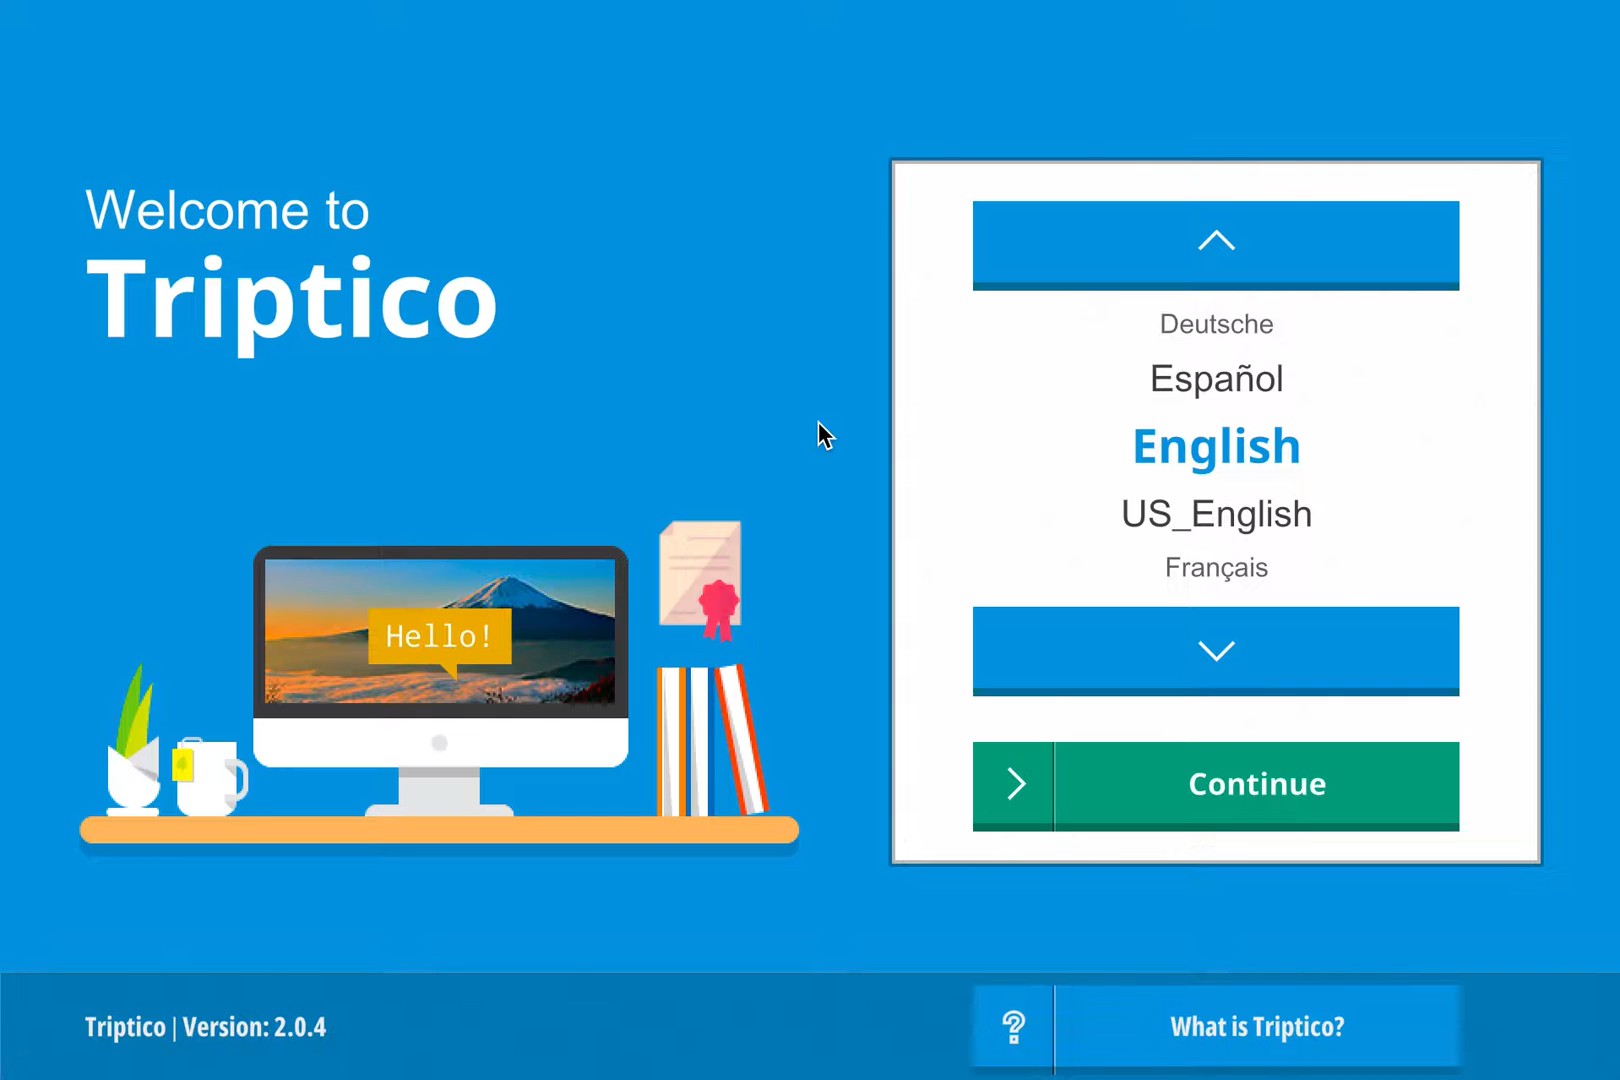 Welcome to
Triptico
Hello!
Deutsche
Español
English
US_English
Français
Continue
Triptico | Version: 2.0.4
? What is Triptico?